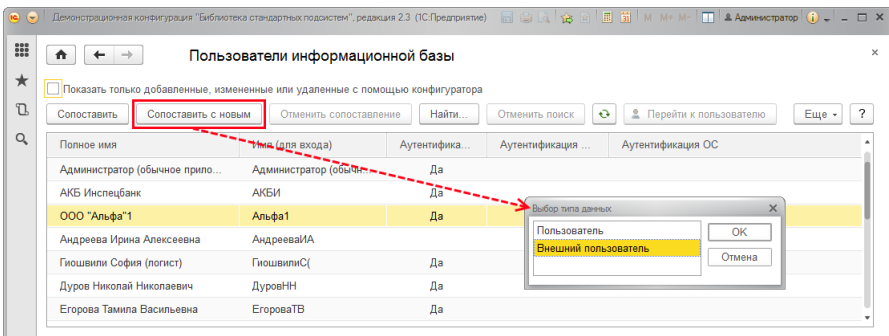 Демонстрационная конфигурация "Библиотека стандартных подсистем", редакция 2.3 (1С:Предприятие) M M+ M- Администратор
Пользователи информационной базы
Показать только добавленные, измененные или удаленные с помощью конфигуратора
Сопоставить Сопоставить с новым Отменить сопоставление Найти... Отменить поиск Перейти к пользователю Еще ?
Полное имя Имя (для входа) Аутентифика... Аутентификация ... Аутентификация ОС
Администратор (обычное прило... Администратор (обычн... Да
АКБ Инспецбанк АКБИ Да
ООО "Альфа"1 Альфа1 Да
Выбор типа данных
Пользователь OK
Внешний пользователь
Отмена
Андреева Ирина Алексеевна АндрееваИА
Гиошвили София (логист) ГиошвилиС( Да
Дуров Николай Николаевич ДуровНН Да
Егорова Тамила Васильевна ЕгороваТВ Да